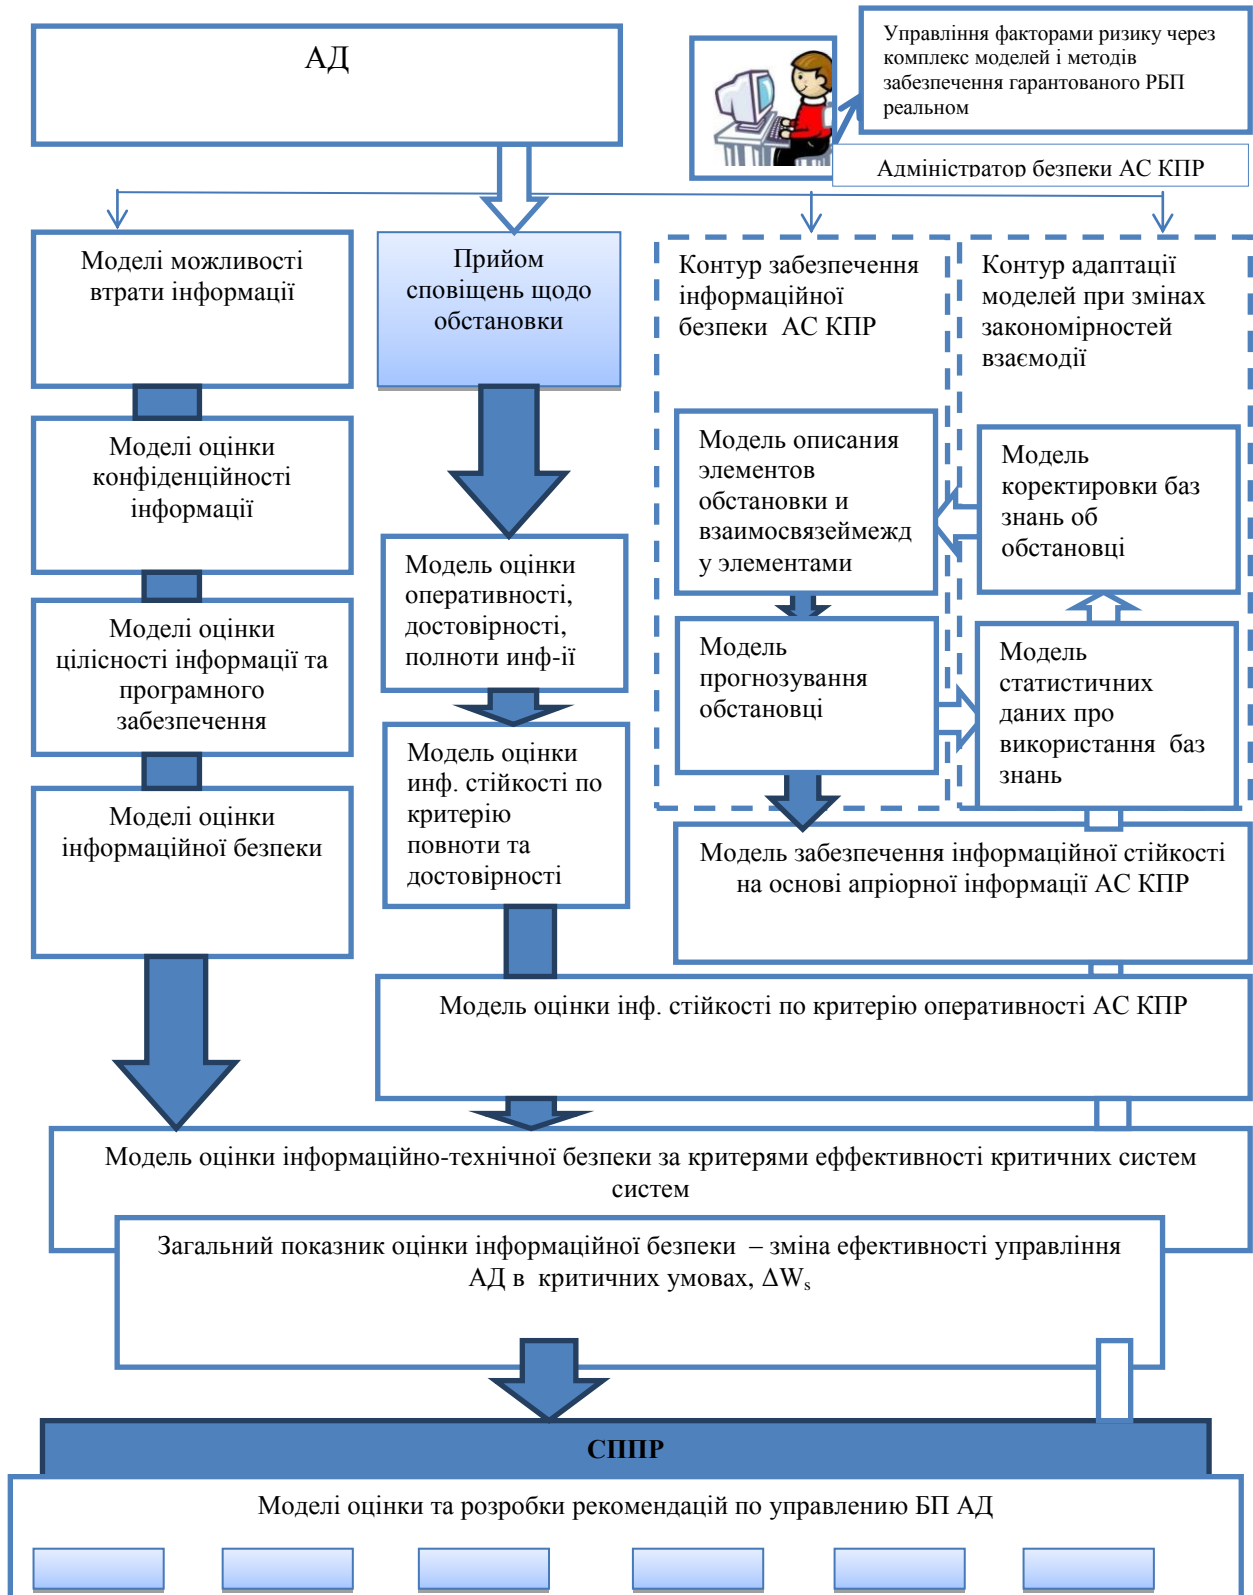 АД
Управління факторами ризику через
комплекс моделей і методів
забезпечення гарантованого РБП
реальном
Адміністратор безпеки АС КПР
Моделі можливості
втрати інформації
Прийом
сповіщень щодо
обстановки
Контур забезпечення
інформаційної
безпеки АС КПР
Контур адаптації
моделей при змінах
закономірностей
взаємодії
Моделі оцінки
конфіденційності
інформації
Модель описания
элементов
обстановки и
взаимосвязеймежд
у элементами
Модель
коректировки баз
знань об
обстановці
Модель оцінки
оперативності,
достовірності,
полноти инф-ії
Моделі оцінки
цілісності інформації та
програмного
забезпечення
Модель
прогнозування
обстановці
Модель
статистичних
даних про
використання баз
знань
Модель оцінки
инф. стійкості по
критерію
повноти та
достовірності
Моделі оцінки
інформаційної безпеки
Модель забезпечення інформаційної стійкості
на основі апріорної інформації АС КПР
Модель оцінки інф. стійкості по критерію оперативності АС КПР
Модель оцінки інформаційно-технічної безпеки за критерями еффективності критичних систем
систем
Загальний показник оцінки інформаційної безпеки – зміна ефективності управління
АД в критичних умовах, ΔWₛ
СППР
Моделі оцінки та розробки рекомендацій по управлению БП АД